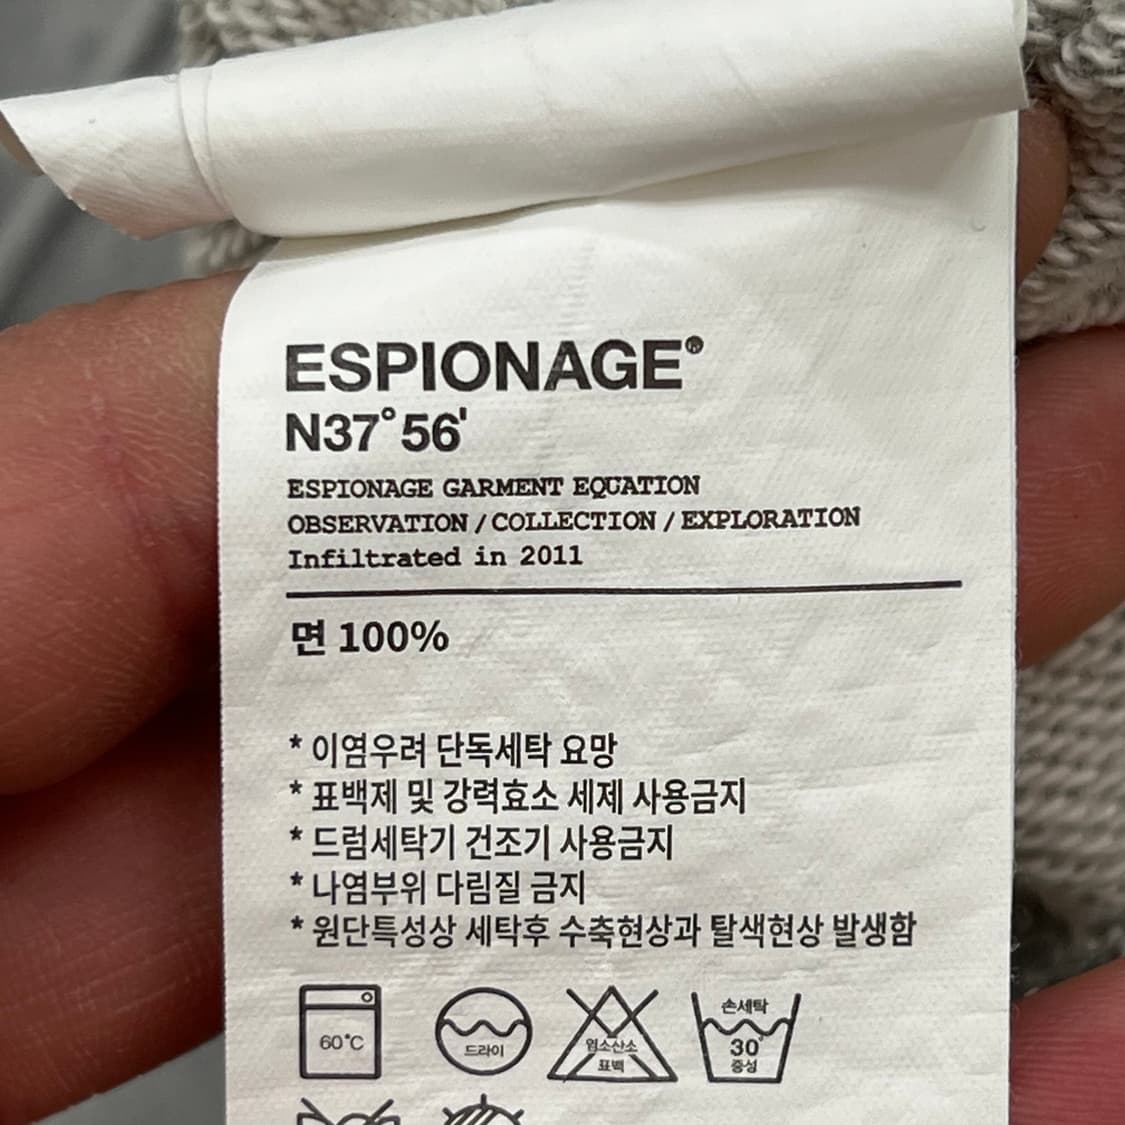 ESPIONAGE®
N37°56'
ESPIONAGE GARMENT EQUATION
OBSERVATION / COLLECTION / EXPLORATION
Infiltrated in 2011
면 100%
* 이염우려 단독세탁 요망
* 표백제 및 강력효소 세제 사용금지
* 드럼세탁기 건조기 사용금지
* 나염부위 다림질 금지
* 원단특성상 세탁후 수축현상과 탈색현상 발생함
60°C
드라이
염소산소
표백
손세탁
30°
중성